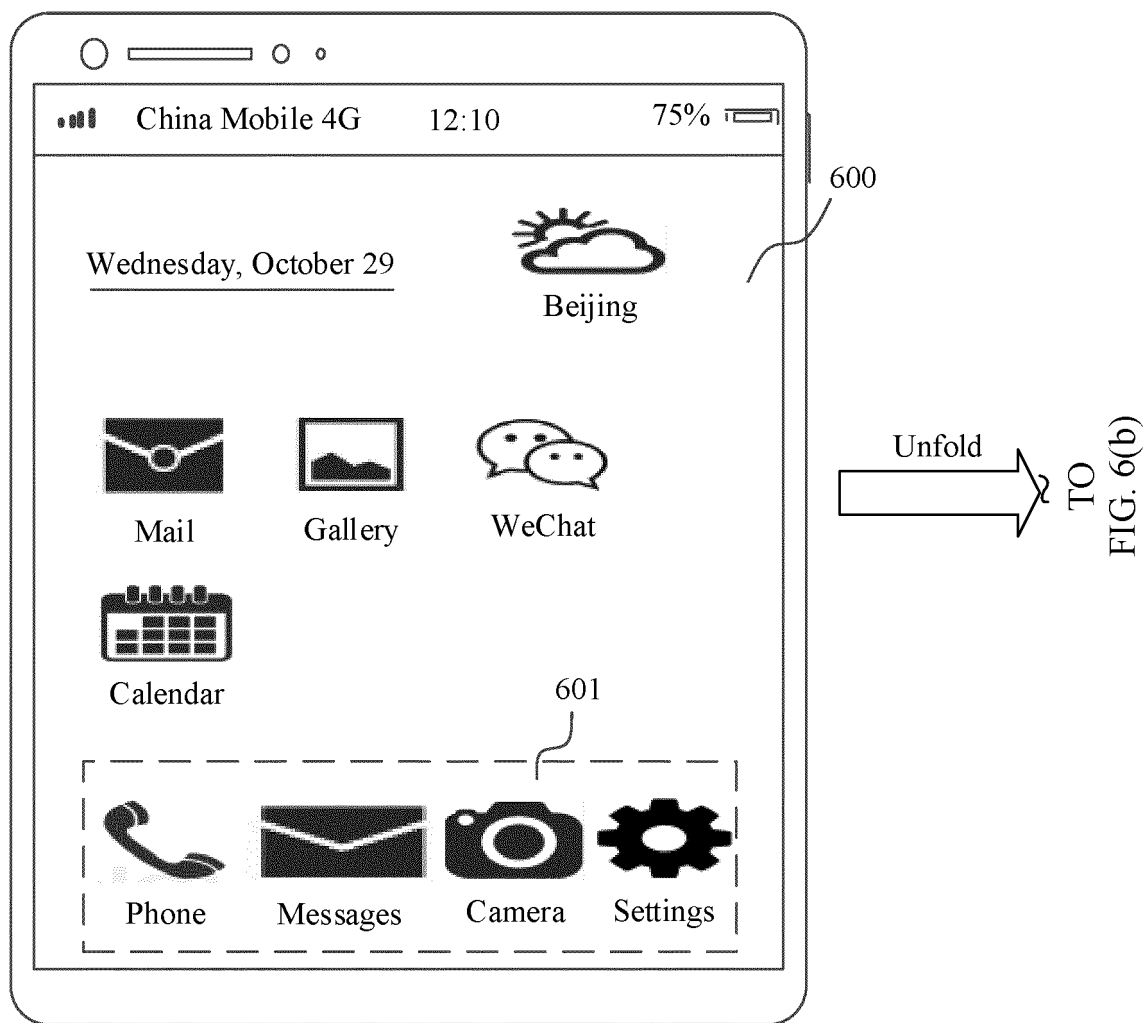 China Mobile 4G 12:10 75%
600
Wednesday, October 29
Beijing
Unfold
TO
FIG. 6(b)
Mail Gallery WeChat
Calendar
601
Phone Messages Camera Settings